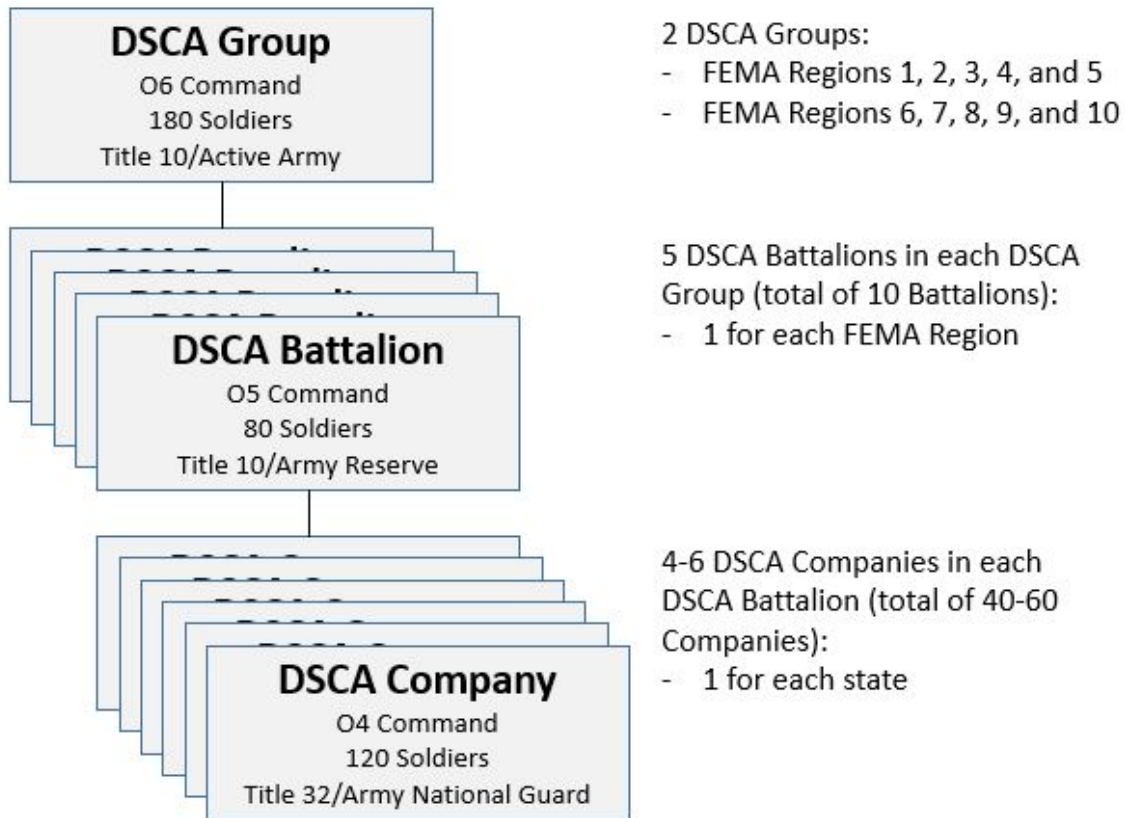 DSCA Group
O6 Command
180 Soldiers
Title 10/Active Army
2 DSCA Groups:
- FEMA Regions 1, 2, 3, 4, and 5
- FEMA Regions 6, 7, 8, 9, and 10
DSCA Battalion
O5 Command
80 Soldiers
Title 10/Army Reserve
5 DSCA Battalions in each DSCA
Group (total of 10 Battalions):
- 1 for each FEMA Region
DSCA Company
O4 Command
120 Soldiers
Title 32/Army National Guard
4-6 DSCA Companies in each
DSCA Battalion (total of 40-60
Companies):
- 1 for each state